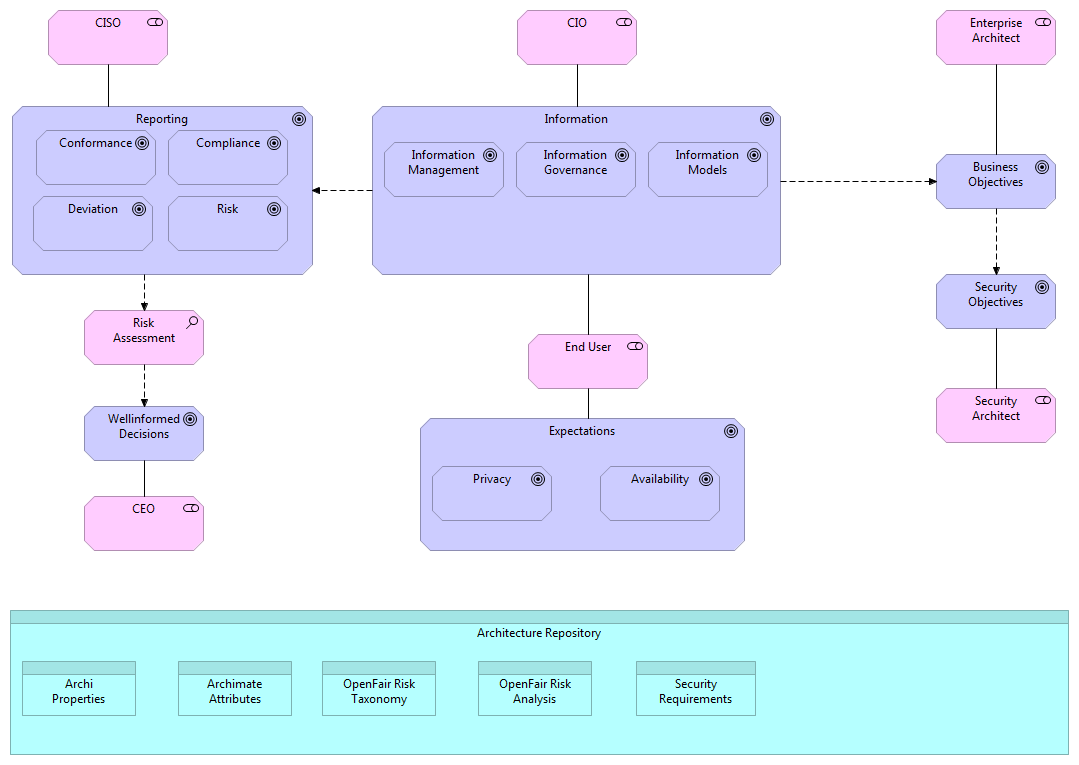 CISO
CIO
Enterprise
Architect
Reporting
Conformance
Compliance
Deviation
Risk
Information
Information
Management
Information
Governance
Information
Models
Business
Objectives
Security
Objectives
Risk
Assessment
End User
Security
Architect
Wellinformed
Decisions
Expectations
Privacy
Availability
CEO
Architecture Repository
Archi
Properties
Archimate
Attributes
OpenFair Risk
Taxonomy
OpenFair Risk
Analysis
Security
Requirements